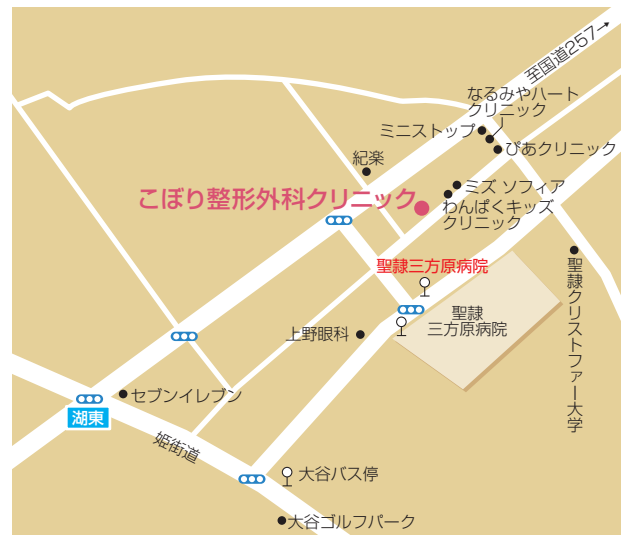 至国道257→
なるみやハート
クリニック
ミニストップ
ぴあクリニック
紀楽
ミズ ソフィア
わんぱくキッズ
クリニック
こぼり整形外科クリニック
聖隷三方原病院
聖隷
三方原病院
聖隷クリストファー大学
上野眼科
セブンイレブン
湖東
姫街道
大谷バス停
大谷ゴルフパーク